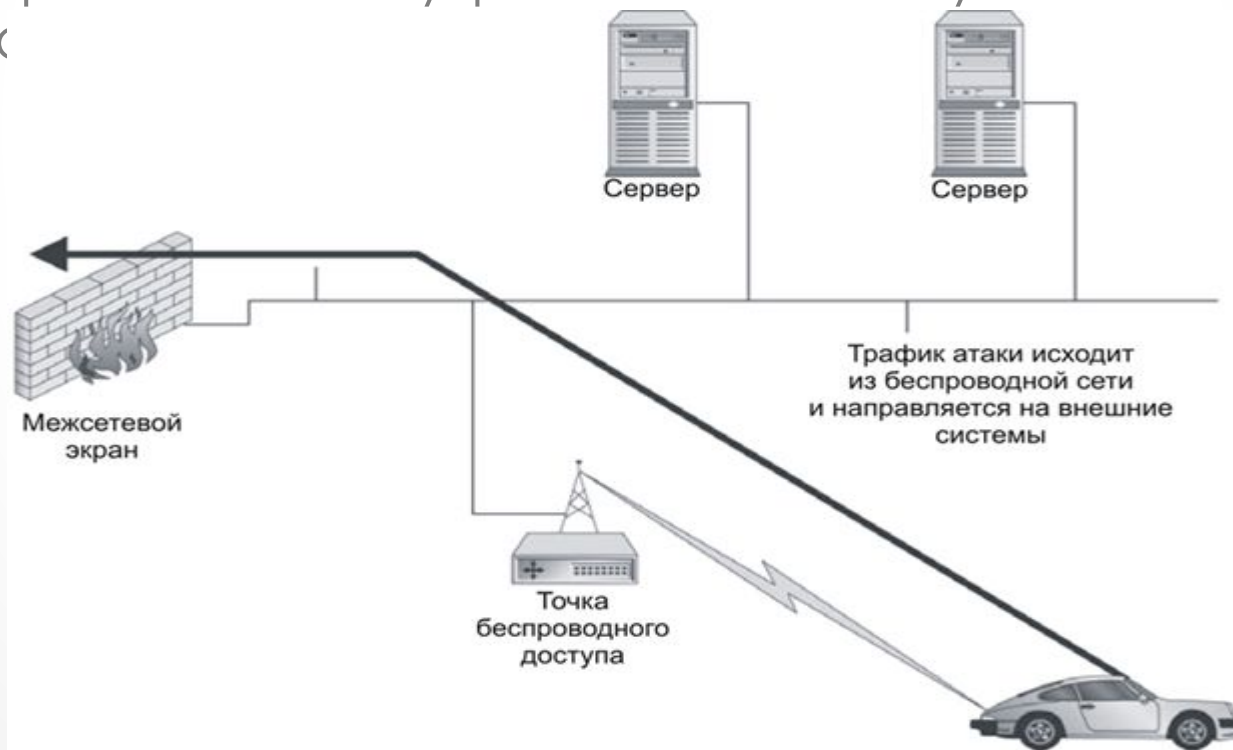 Сервер
Сервер
Трафик атаки исходит
из беспроводной сети
и направляется на внешние
системы
Межсетевой
экран
Точка
беспроводного
доступа